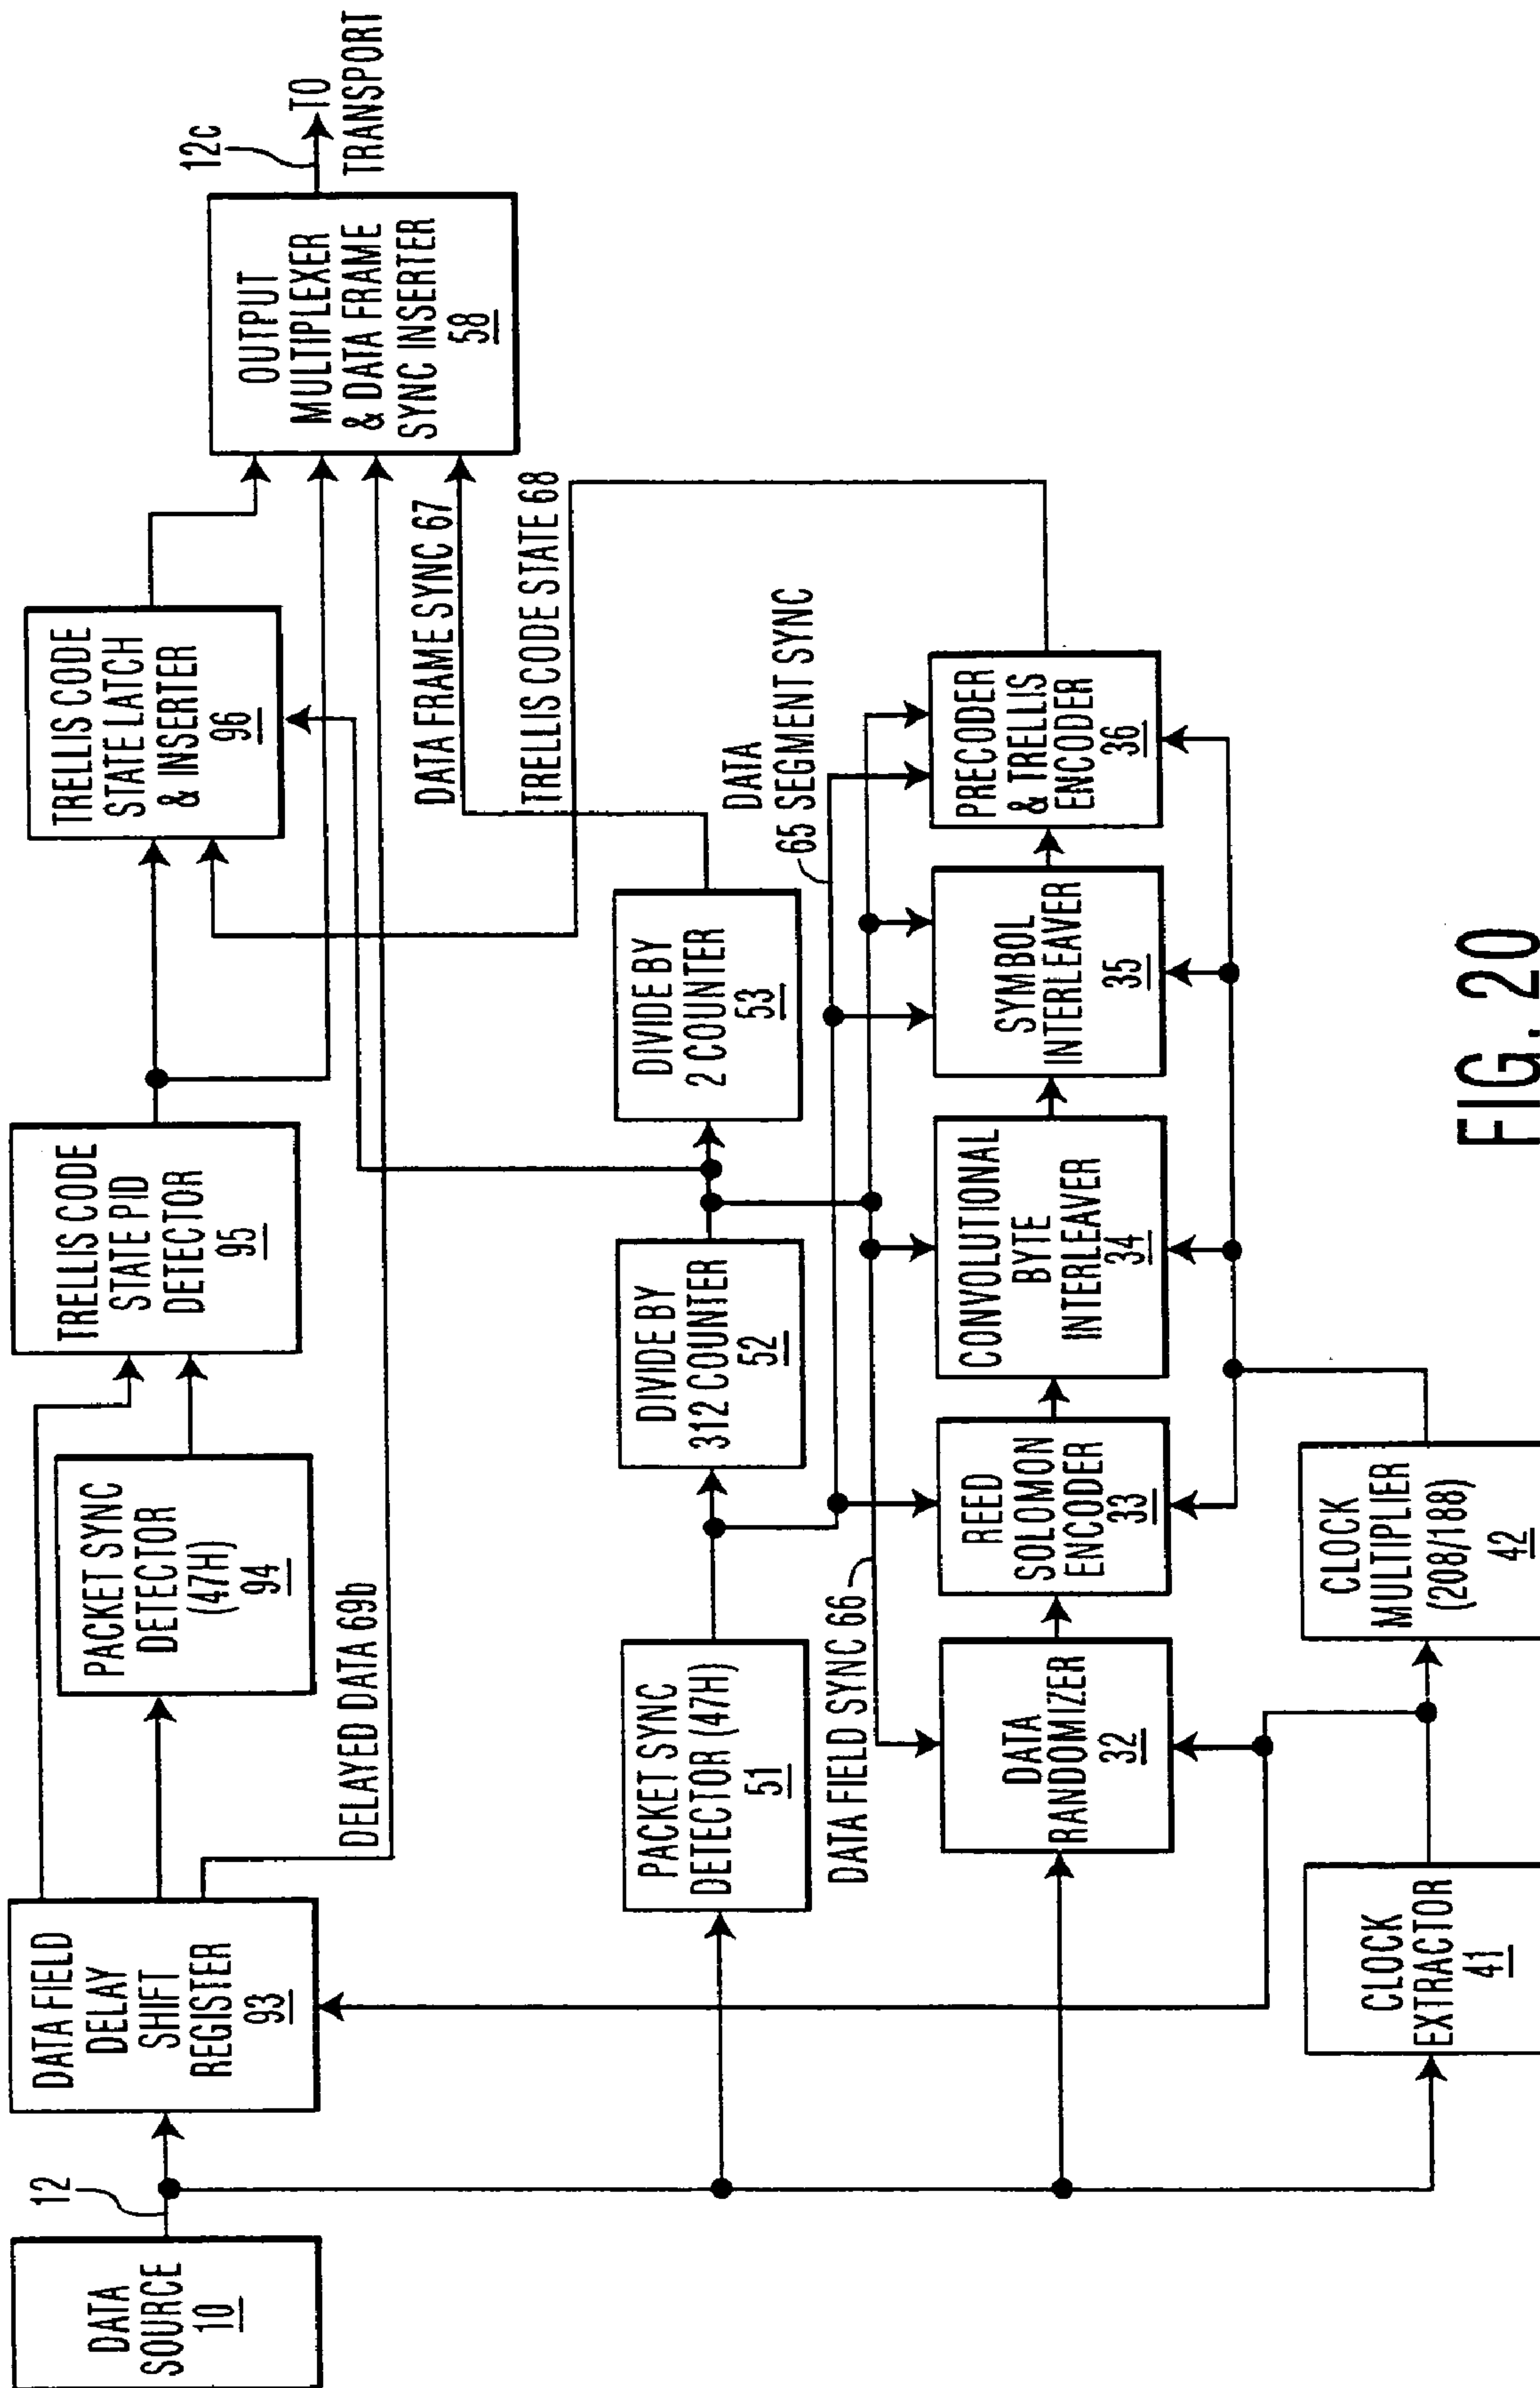 DATA
SOURCE
10
12
DATA FIELD
DELAY
SHIFT
REGISTER
93
PACKET SYNC
DETECTOR
(47H)
94
DELAYED DATA 69b
TRELLIS CODE
STATE PID
DETECTOR
95
TRELLIS CODE
STATE LATCH
& INSERTER
96
OUTPUT
MULTIPLEXER
& DATA FRAME
SYNC INSERTER
58
12c
TO
TRANSPORT
DATA FRAME SYNC 67
TRELLIS CODE STATE 68
PACKET SYNC
DETECTOR (47H)
51
DIVIDE BY
312 COUNTER
52
DIVIDE BY
2 COUNTER
53
DATA
65 SEGMENT SYNC
DATA FIELD SYNC 66
DATA
RANDOMIZER
32
REED
SOLOMON
ENCODER
33
CONVOLUTIONAL
BYTE
INTERLEAVER
34
SYMBOL
INTERLEAVER
35
PRECODER
& TRELLIS
ENCODER
36
CLOCK
EXTRACTOR
41
CLOCK
MULTIPLIER
(208/188)
42
FIG. 20